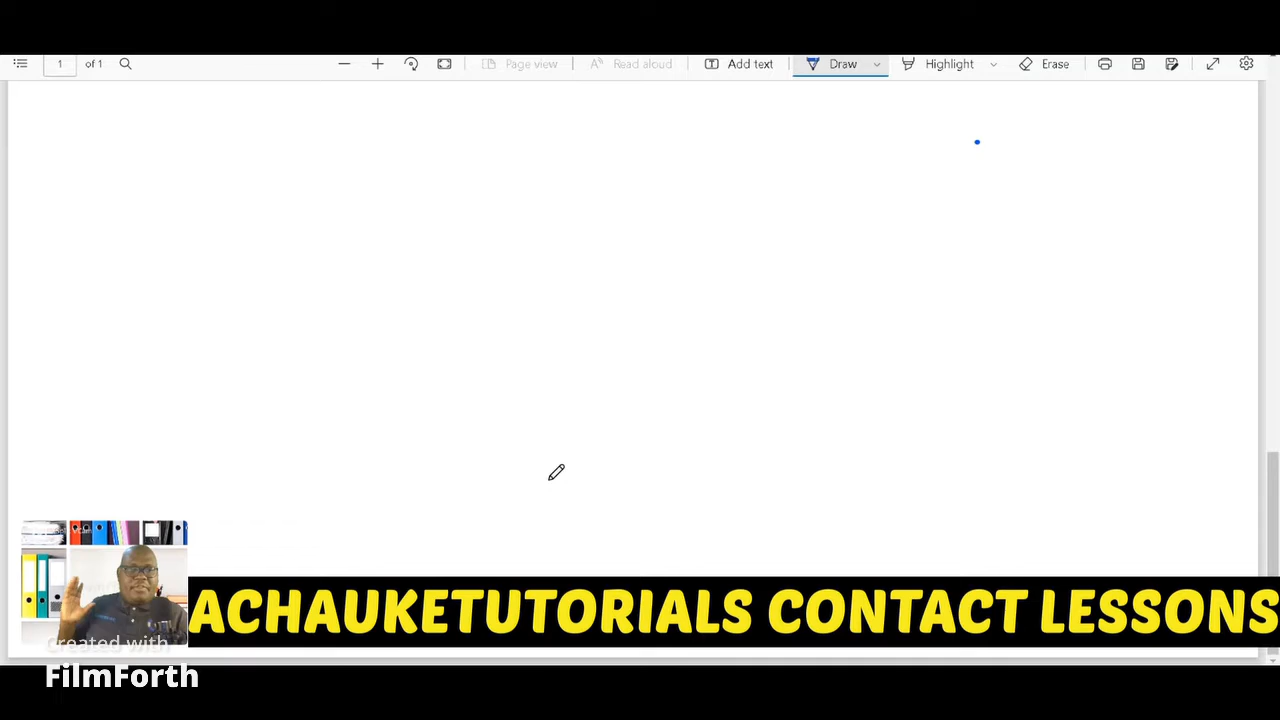 1 of 1 Page view Read aloud Add text Draw Highlight Erase
ACHAUKETUTORIALS CONTACT LESSONS
Created with
FilmForth